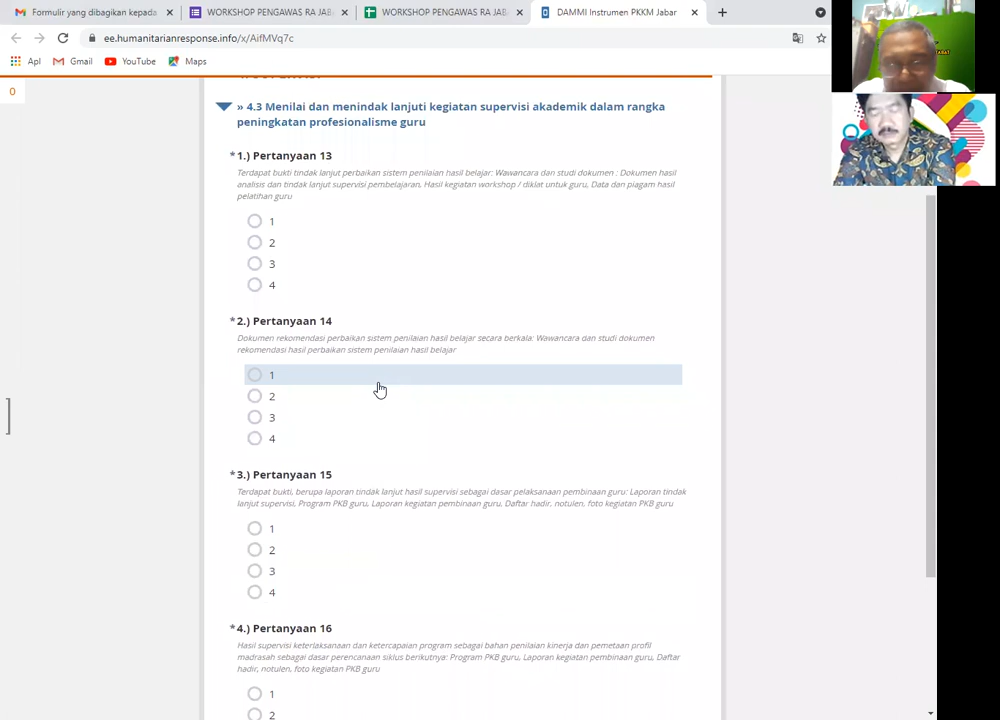 Formulir yang dibagikan kepada
WORKSHOP PENGAWAS RA JAB
WORKSHOP PENGAWAS RA JAB
DAMMI Instrumen PKKM Jabar
ee.humanitarianresponse.info/x/AifMVq7c
Apl
Gmail
YouTube
Maps
0
» 4.3 Menilai dan menindak lanjuti kegiatan supervisi akademik dalam rangka
peningkatan profesionalisme guru
*1.) Pertanyaan 13
Terdapat bukti tindak lanjut perbaikan sistem penilaian hasil belajar: Wawancara dan studi dokumen : Dokumen hasil
analisis dan tindak lanjut supervisi pembelajaran, Hasil kegiatan workshop / diklat untuk guru, Data dan piagam hasil
pelatihan guru
1
2
3
4
*2.) Pertanyaan 14
Dokumen rekomendasi perbaikan sistem penilaian hasil belajar secara berkala: Wawancara dan studi dokumen
rekomendasi hasil perbaikan sistem penilaian hasil belajar
1
2
3
4
*3.) Pertanyaan 15
Terdapat bukti, berupa laporan tindak lanjut hasil supervisi sebagai dasar pelaksanaan pembinaan guru: Laporan tindak
lanjut supervisi, Program PKB guru, Laporan kegiatan pembinaan guru, Daftar hadir, notulen, foto kegiatan PKB guru
1
2
3
4
*4.) Pertanyaan 16
Hasil supervisi keterlaksanaan dan ketercapaian program sebagai bahan penilaian kinerja dan pemetaan profil
madrasah sebagai dasar perencanaan siklus berikutnya: Program PKB guru, Laporan kegiatan pembinaan guru, Daftar
hadir, notulen, foto kegiatan PKB guru
1
2